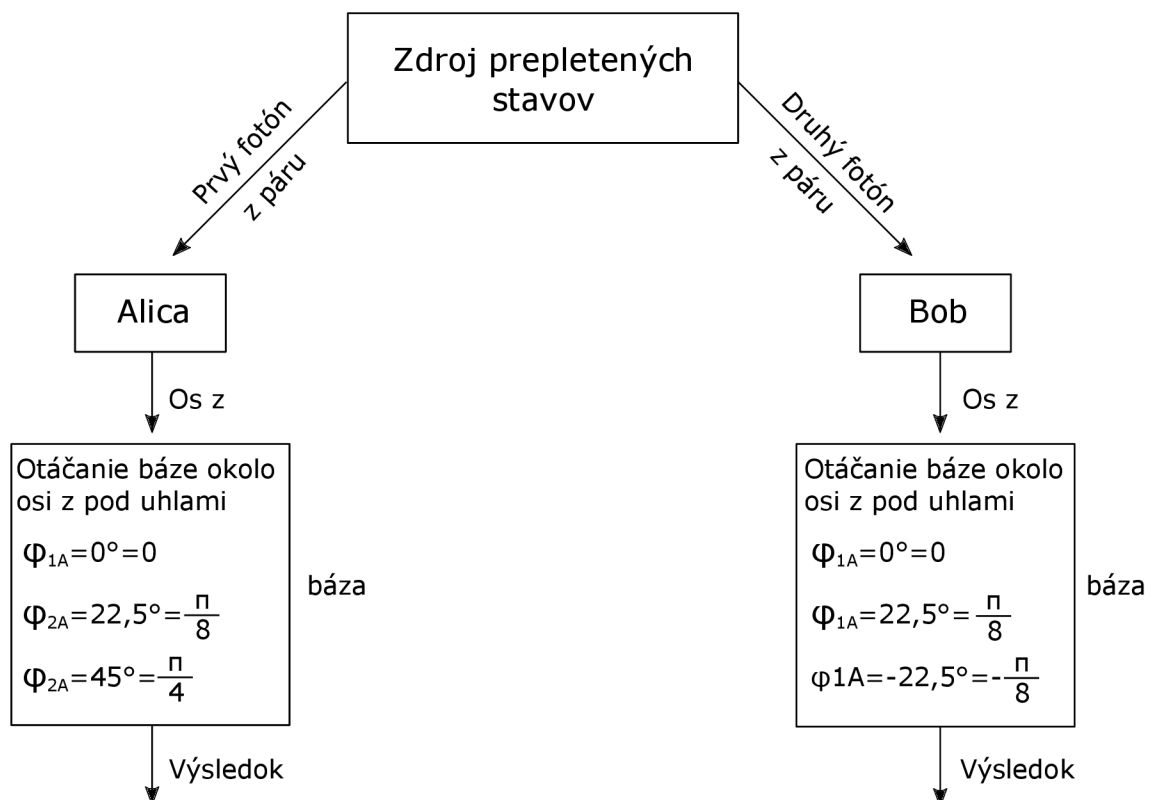 Zdroj prepletených
stavov
Prvý fotón
z páru
Druhý fotón
z páru
Alica
Bob
Os z
Os z
Otáčanie báze okolo
osi z pod uhlami
φ1A=0°=0
φ2A=22,5°=π/8
φ2A=45°=π/4
báza
Otáčanie báze okolo
osi z pod uhlami
φ1A=0°=0
φ1A=22,5°=π/8
φ1A=-22,5°=-π/8
báza
Výsledok
Výsledok